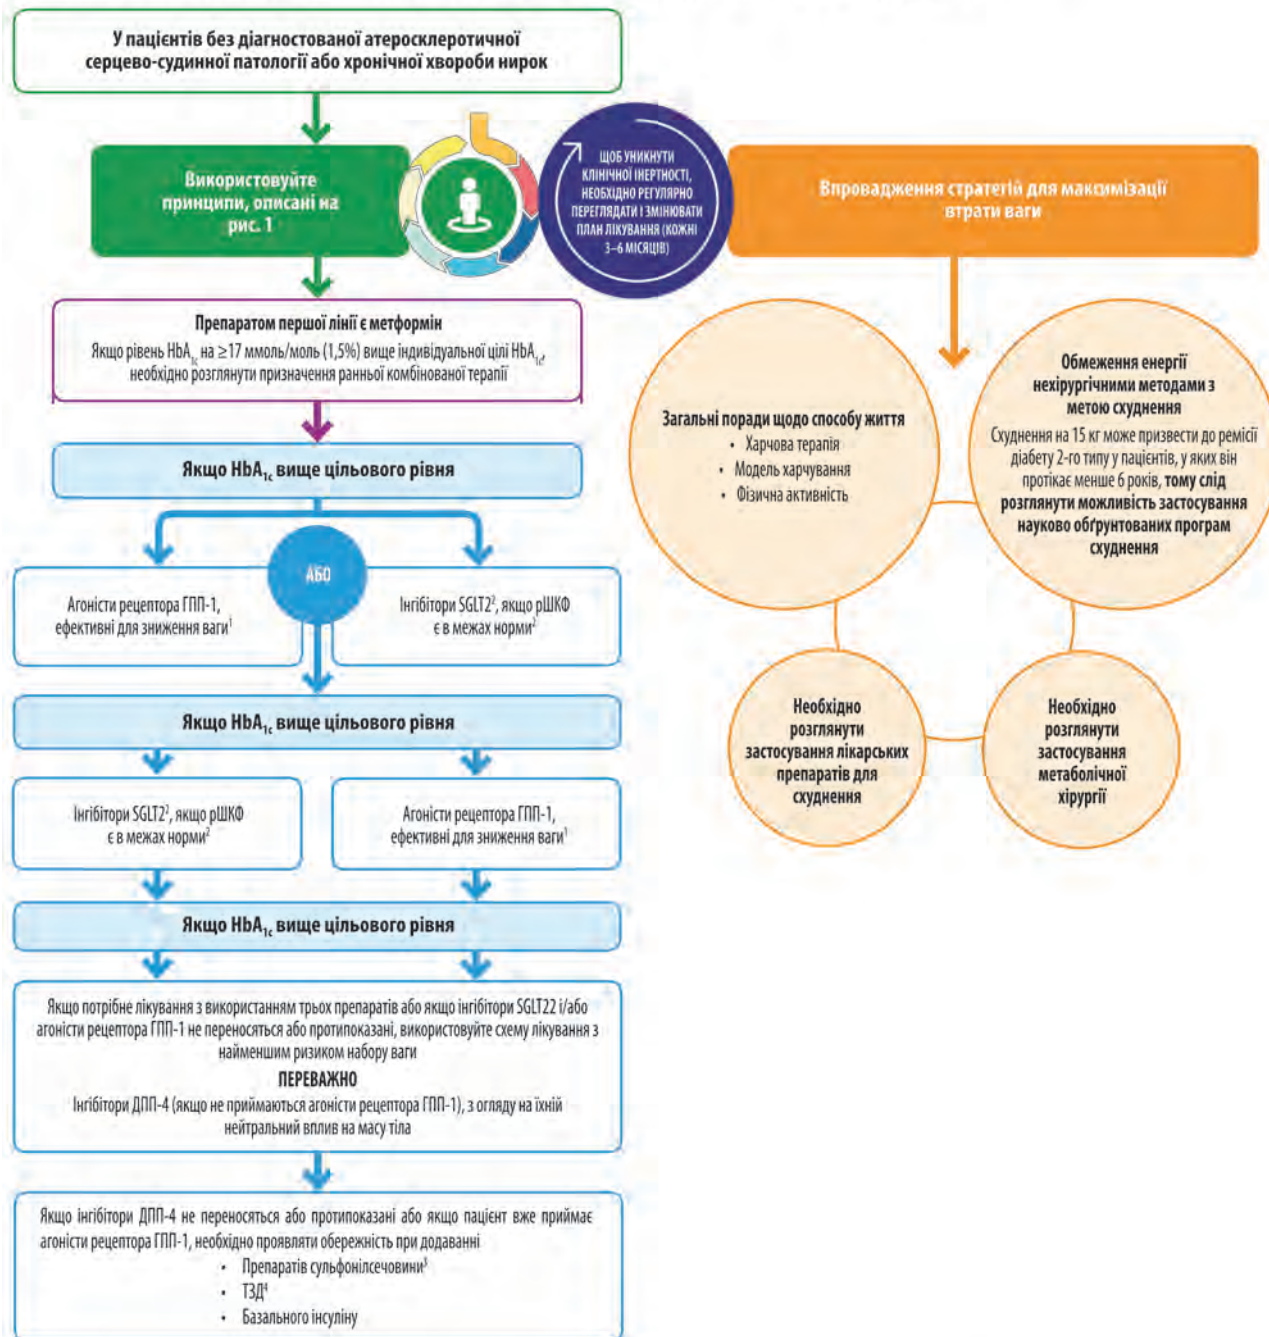 У пацієнтів без діагностованої атеросклеротичної
серцево-судинної патології або хронічної хвороби нирок
Використовуйте
принципи, описані на
рис. 1
ЩОБ УНИКНУТИ
КЛІНІЧНОЇ ІНЕРТНОСТІ,
НЕОБХІДНО РЕГУЛЯРНО
ПЕРЕГЛЯДАТИ І ЗМІНЮВАТИ
ПЛАН ЛІКУВАННЯ (КОЖНІ
3–6 МІСЯЦІВ)
Впровадження стратегій для максимізації
втрати ваги
Препаратом першої лінії є метформін
Якщо рівень HbA1c на ≥17 ммоль/моль (1,5%) вище індивідуальної цілі HbA1c,
необхідно розглянути призначення ранньої комбінованої терапії
Якщо HbA1c вище цільового рівня
АБО
Агоністи рецептора ГПП-1,
ефективні для зниження ваги¹
Інгібітори SGLT2², якщо рШКФ
є в межах норми²
Якщо HbA1c вище цільового рівня
Інгібітори SGLT2², якщо рШКФ
є в межах норми²
Агоністи рецептора ГПП-1,
ефективні для зниження ваги¹
Якщо HbA1c вище цільового рівня
Якщо потрібне лікування з використанням трьох препаратів або якщо інгібітори SGLT22 і/або
агоністи рецептора ГПП-1 не переносяться або протипоказані, використовуйте схему лікування з
найменшим ризиком набору ваги
ПЕРЕВАЖНО
Інгібітори ДПП-4 (якщо не приймаються агоністи рецептора ГПП-1), з огляду на їхній
нейтральний вплив на масу тіла
Якщо інгібітори ДПП-4 не переносяться або протипоказані або якщо пацієнт вже приймає
агоністи рецептора ГПП-1, необхідно проявляти обережність при додаванні
• Препаратів сульфонілсечовини³
• ТЗД⁴
• Базального інсуліну
Загальні поради щодо способу життя
• Харчова терапія
• Модель харчування
• Фізична активність
Обмеження енергії
нехірургічними методами з
метою схуднення
Схуднення на 15 кг може призвести до ремісії
діабету 2-го типу у пацієнтів, у яких він
протікає менше 6 років, тому слід
розглянути можливість застосування
науково обґрунтованих програм
схуднення
Необхідно
розглянути
застосування лікарських
препаратів для
схуднення
Необхідно
розглянути
застосування
метаболічної
хірургії